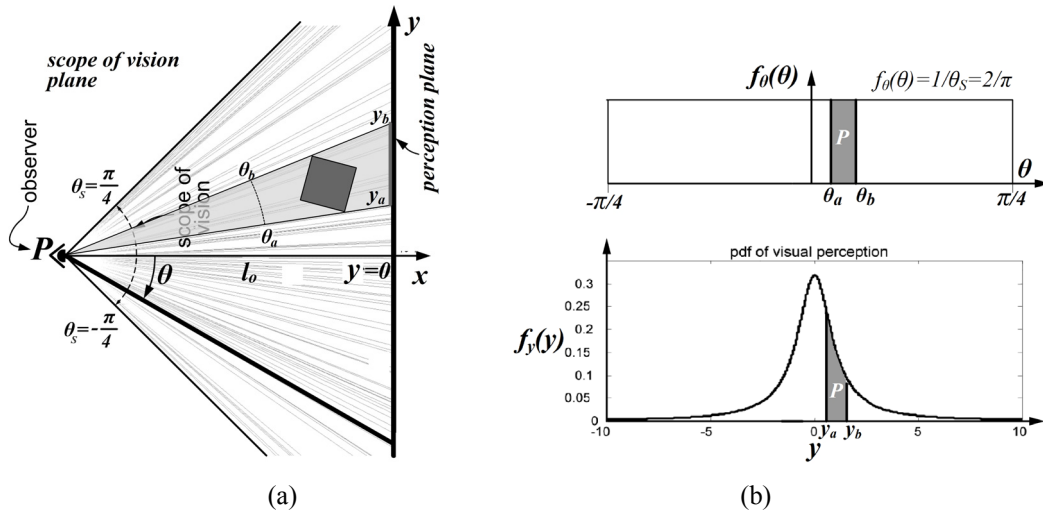 scope of vision
plane
observer
P
θs=π/4
θs=-π/4
scope of
vision
θb
θa
yb
ya
y
perception plane
θ
lo
y=0
x
(a)
fθ(θ)
fθ(θ)=1/θS=2/π
P
θ
θa
θb
-π/4
π/4
pdf of visual perception
fy(y)
0.3
0.25
0.2
0.15
0.1
0.05
0
P
-10
-5
0
ya
yb
5
10
y
(b)